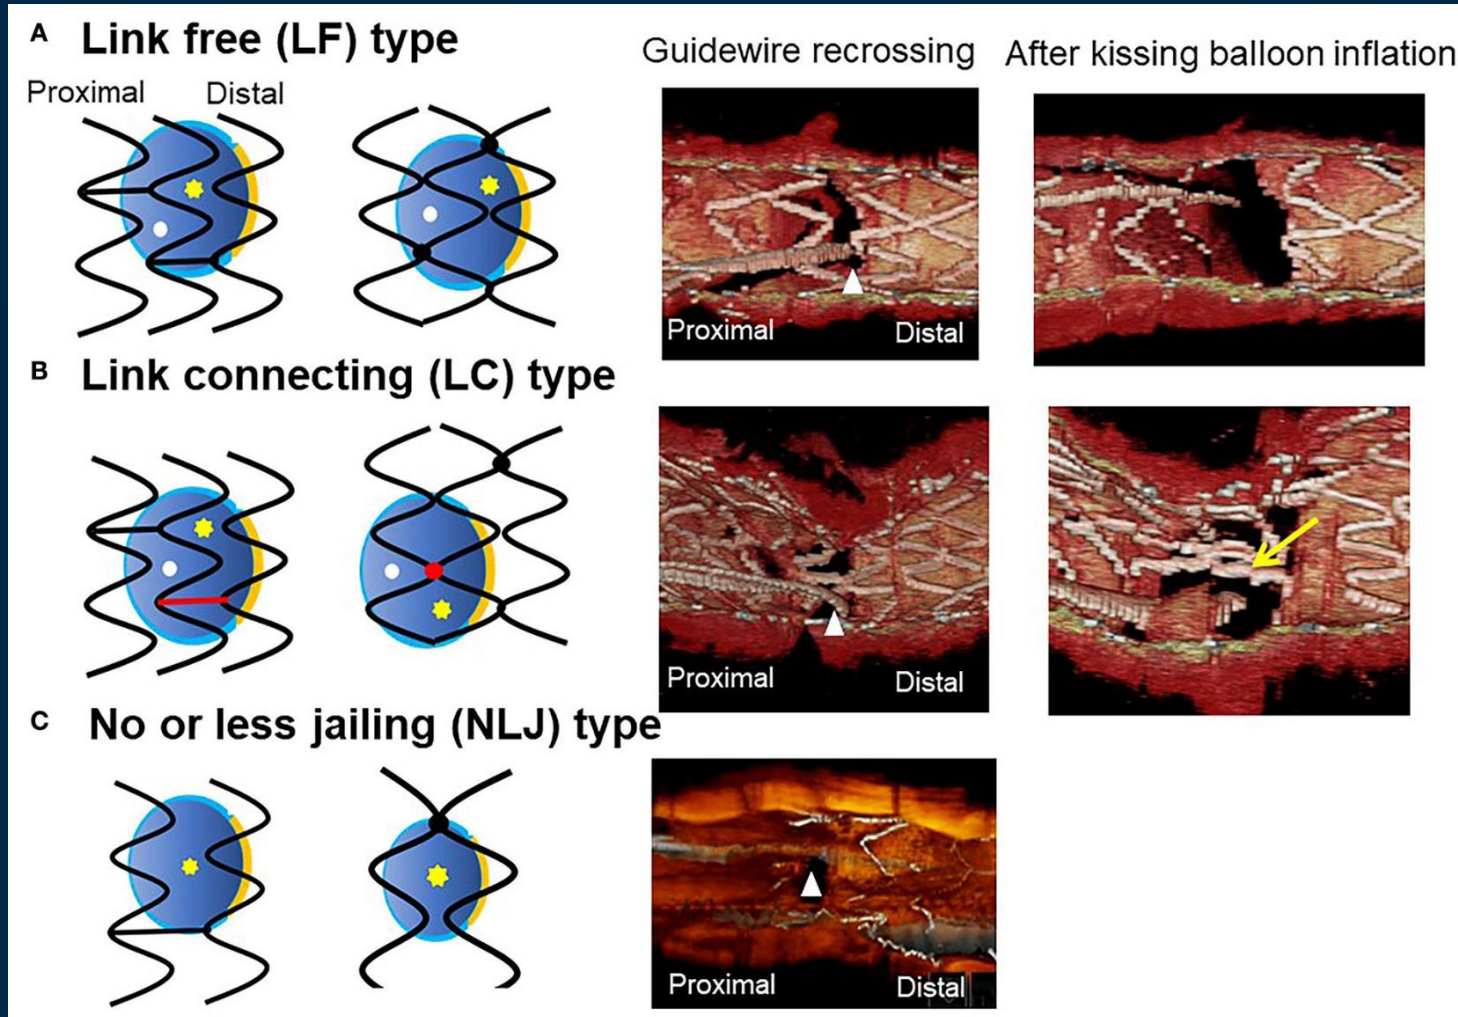 A Link free (LF) type
Guidewire recrossing
After kissing balloon inflation
Proximal Distal
Proximal Distal
B Link connecting (LC) type
Proximal Distal
C No or less jailing (NLJ) type
Proximal Distal